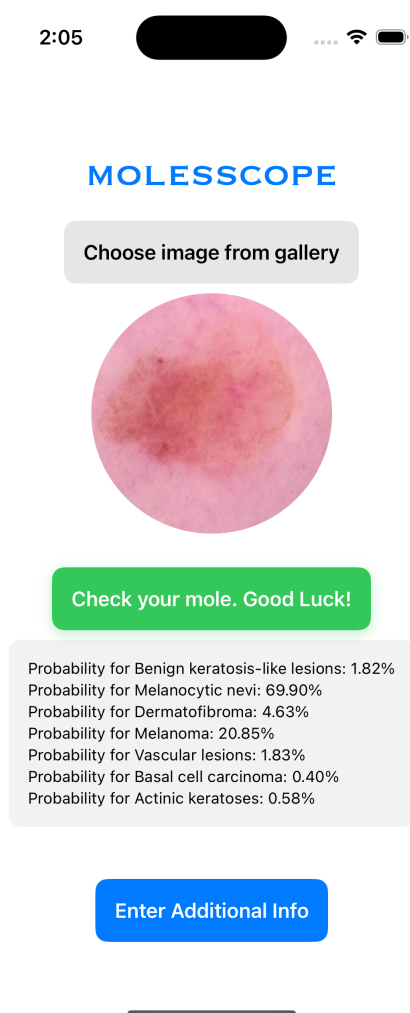 2:05
MOLESSCOPE
Choose image from gallery
Check your mole. Good Luck!
Probability for Benign keratosis-like lesions: 1.82%
Probability for Melanocytic nevi: 69.90%
Probability for Dermatofibroma: 4.63%
Probability for Melanoma: 20.85%
Probability for Vascular lesions: 1.83%
Probability for Basal cell carcinoma: 0.40%
Probability for Actinic keratoses: 0.58%
Enter Additional Info